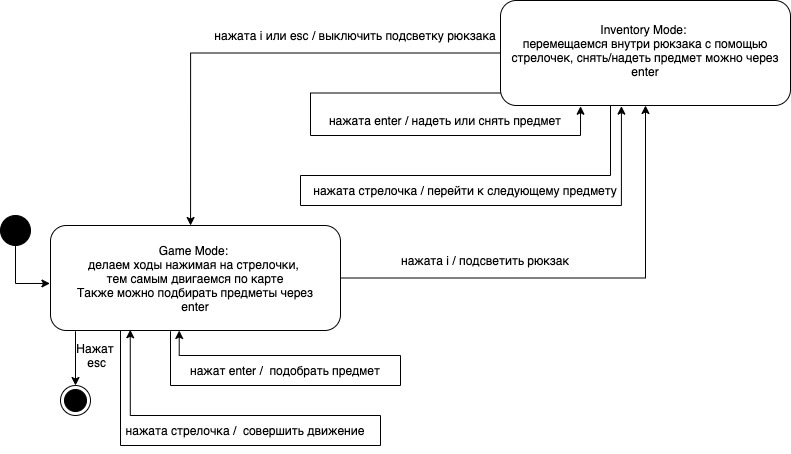 нажата i или esc / выключить подсветку рюкзака
Inventory Mode:
перемещаемся внутри рюкзака с помощью
стрелочек, снять/надеть предмет можно через
enter
нажата enter / надеть или снять предмет
нажата стрелочка / перейти к следующему предмету
Game Mode:
делаем ходы нажимая на стрелочки,
тем самым двигаемся по карте
Также можно подбирать предметы через
enter
нажата i / подсветить рюкзак
Нажат
esc
нажат enter /  подобрать предмет
нажата стрелочка /  совершить движение